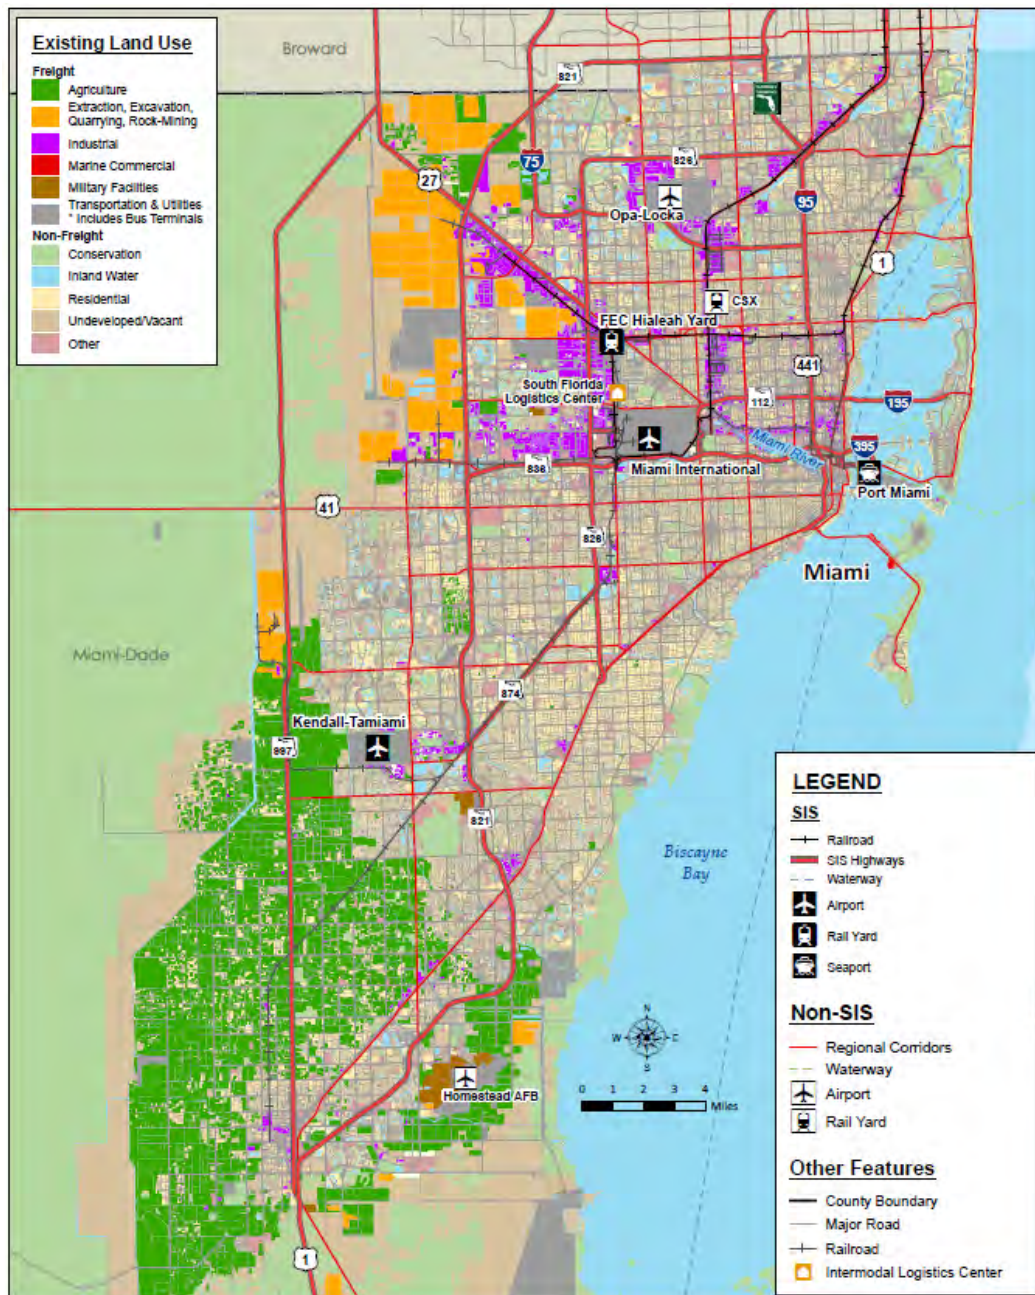 Existing Land Use
Freight
Agriculture
Extraction, Excavation,
Quarrying, Rock-Mining
Industrial
Marine Commercial
Military Facilities
Transportation & Utilities
* Includes Bus Terminals
Non-Freight
Conservation
Inland Water
Residential
Undeveloped/Vacant
Other
Broward
821
27
75
826
95
Opa-Locka
1
CSX
FEC Hialeah Yard
441
South Florida
Logistics Center
112
195
Miami River
395
836
Miami International
Port Miami
41
826
Miami
Miami-Dade
874
Kendall-Tamiami
997
821
Biscayne
Bay
Homestead AFB
1
N
W
S
0 1 2 3 4
Miles
LEGEND
SIS
Railroad
SIS Highways
Waterway
Airport
Rail Yard
Seaport
Non-SIS
Regional Corridors
Waterway
Airport
Rail Yard
Other Features
County Boundary
Major Road
Railroad
Intermodal Logistics Center